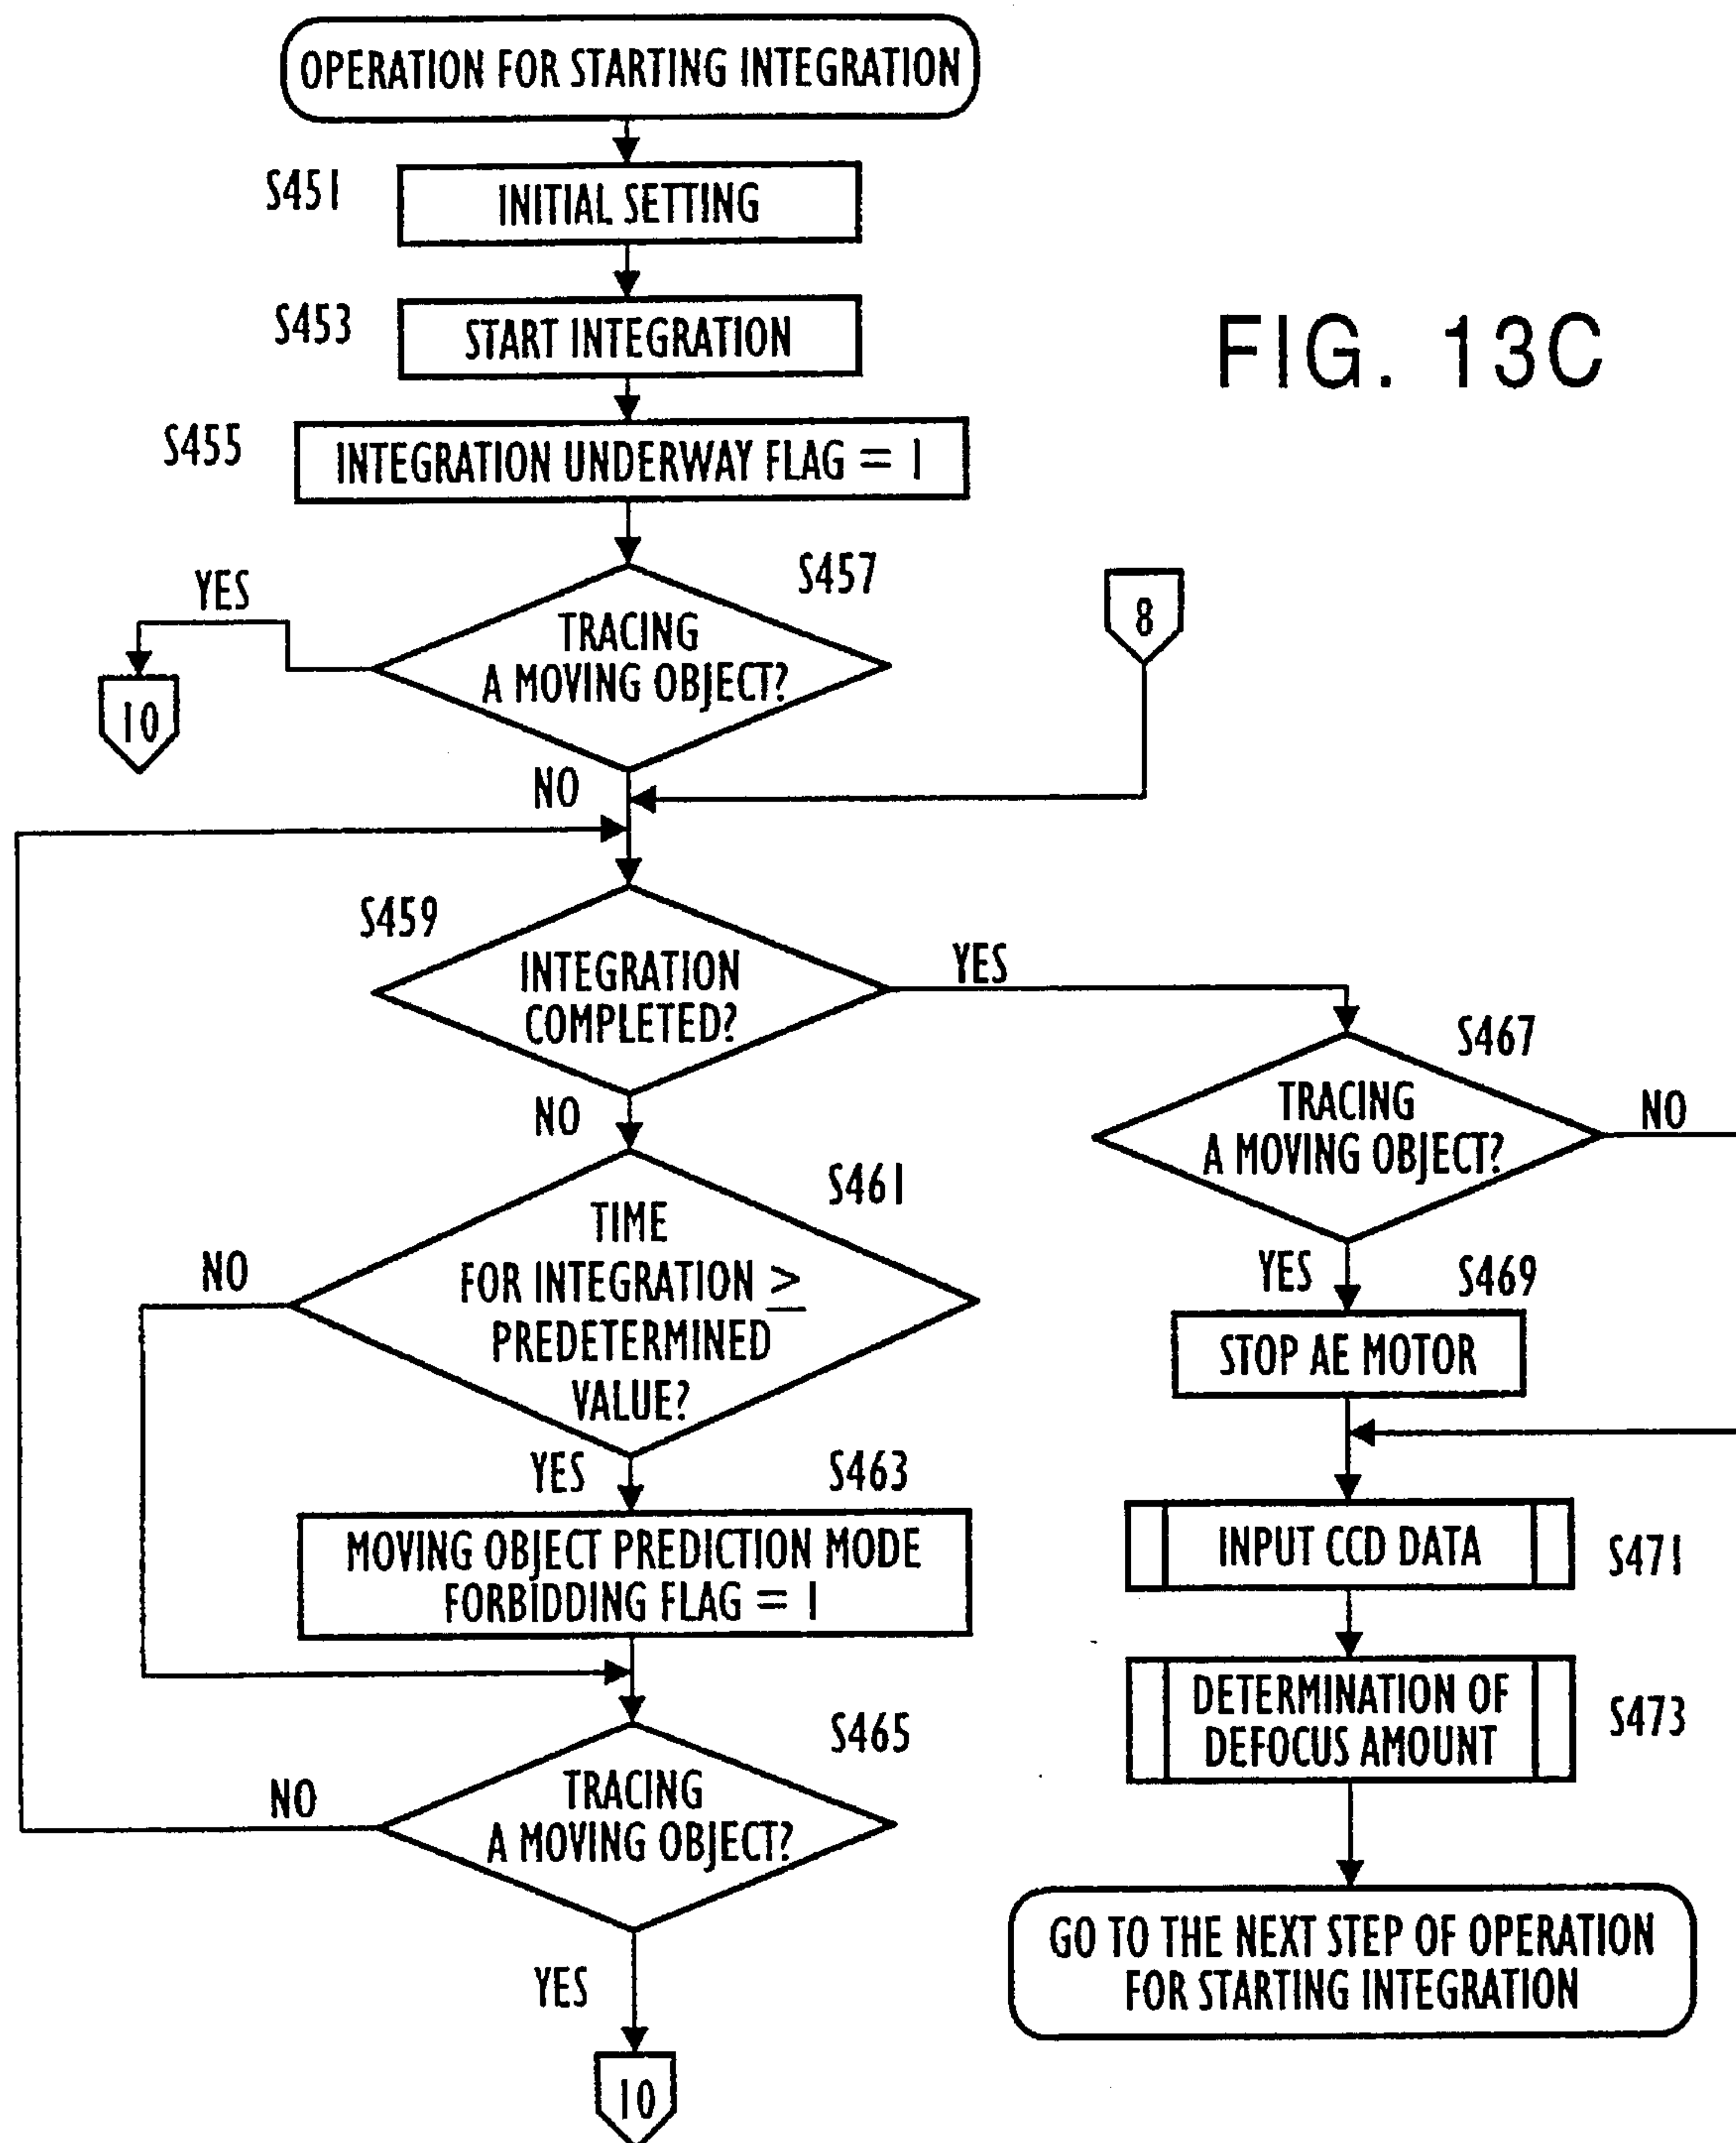 OPERATION FOR STARTING INTEGRATION
S451
INITIAL SETTING
S453
START INTEGRATION
FIG. 13C
S455
INTEGRATION UNDERWAY FLAG = 1
S457
YES
TRACING
A MOVING OBJECT?
8
10
NO
S459
INTEGRATION
COMPLETED?
YES
S467
TRACING
A MOVING OBJECT?
NO
NO
S461
TIME
FOR INTEGRATION ≥
PREDETERMINED
VALUE?
NO
YES
S469
STOP AE MOTOR
YES
S463
MOVING OBJECT PREDICTION MODE
FORBIDDING FLAG = 1
INPUT CCD DATA
S471
DETERMINATION OF
DEFOCUS AMOUNT
S473
S465
TRACING
A MOVING OBJECT?
NO
YES
GO TO THE NEXT STEP OF OPERATION
FOR STARTING INTEGRATION
10